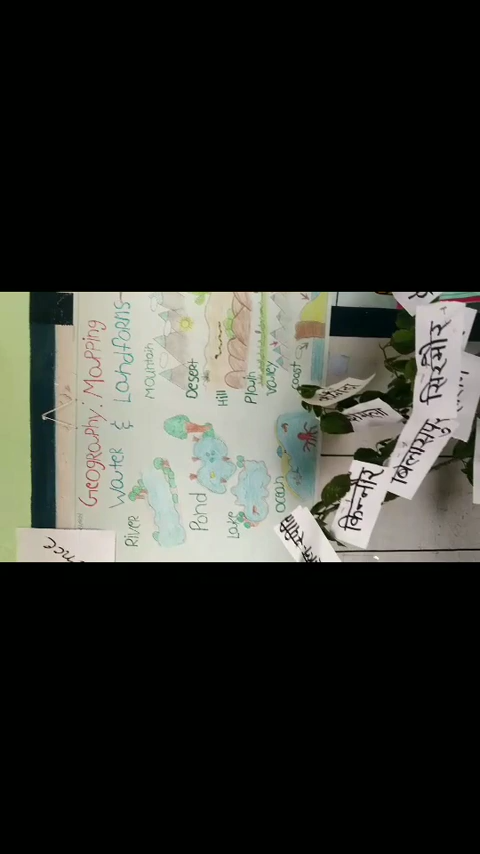 Geography: Mapping
Water & Landforms
River
Pond
Lake
Ocean
Mountain
Desert
Hill
Plain
Valley
Coast
किन्नौर
बिलासपुर
सिरमौर